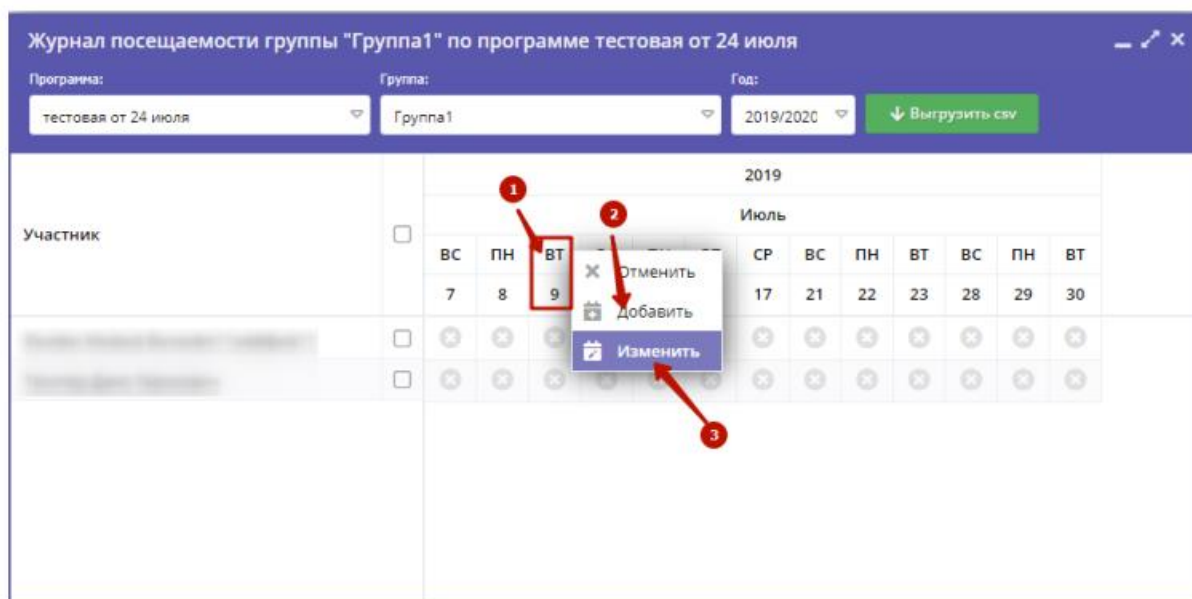 Журнал посещаемости группы "Группа1" по программе тестовая от 24 июля
Программа: Группа: Год:
тестовая от 24 июля Группа1 2019/2020 Выгрузить csv
2019
Июль
Участник
ВС ПН ВТ СР ВС ПН ВТ ВС ПН ВТ
7 8 9 17 21 22 23 28 29 30
Отменить
Добавить
Изменить
1
2
3